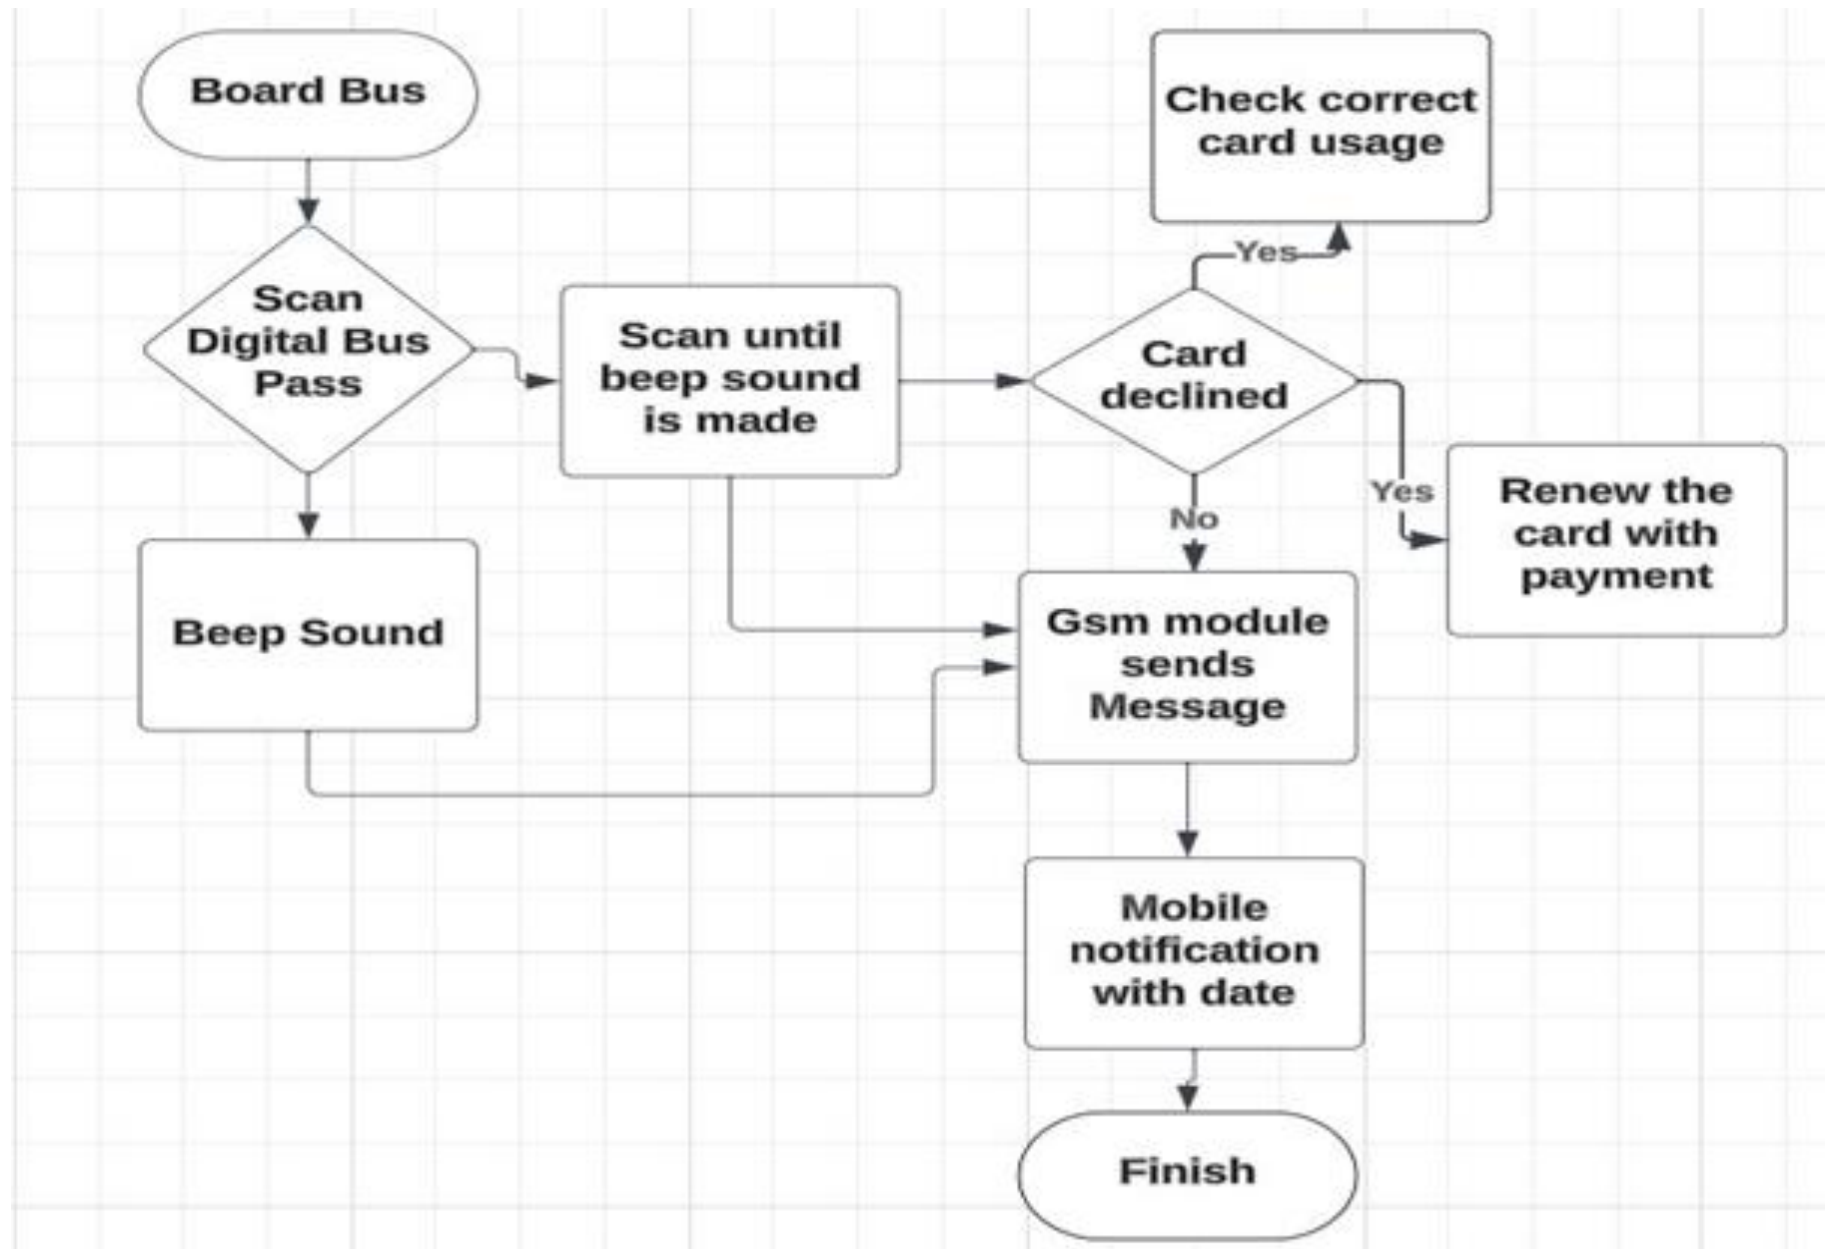 Board Bus
Check correct
card usage
Yes
Scan
Digital Bus
Pass
Scan until
beep sound
is made
Card
declined
Yes
No
Renew the
card with
payment
Beep Sound
Gsm module
sends
Message
Mobile
notification
with date
Finish